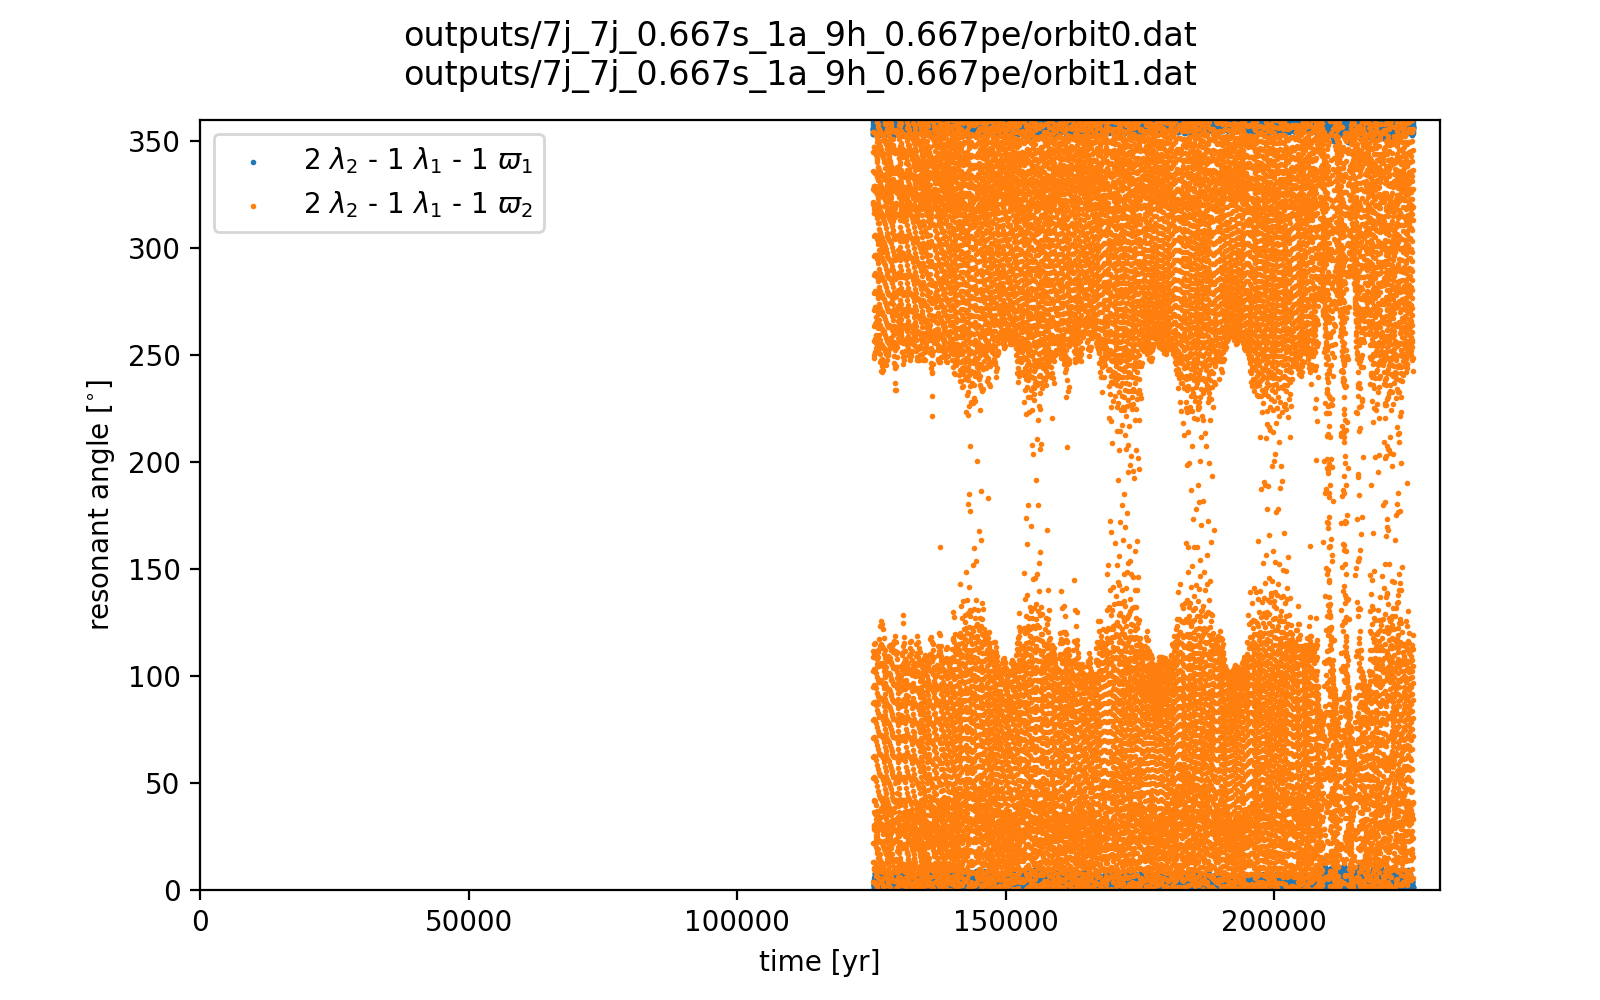 outputs/7j_7j_0.667s_1a_9h_0.667pe/orbit0.dat
outputs/7j_7j_0.667s_1a_9h_0.667pe/orbit1.dat
2 λ₂ - 1 λ₁ - 1 ϖ₁
2 λ₂ - 1 λ₁ - 1 ϖ₂
350
300
250
200
150
100
50
0
resonant angle [°]
0 50000 100000 150000 200000
time [yr]